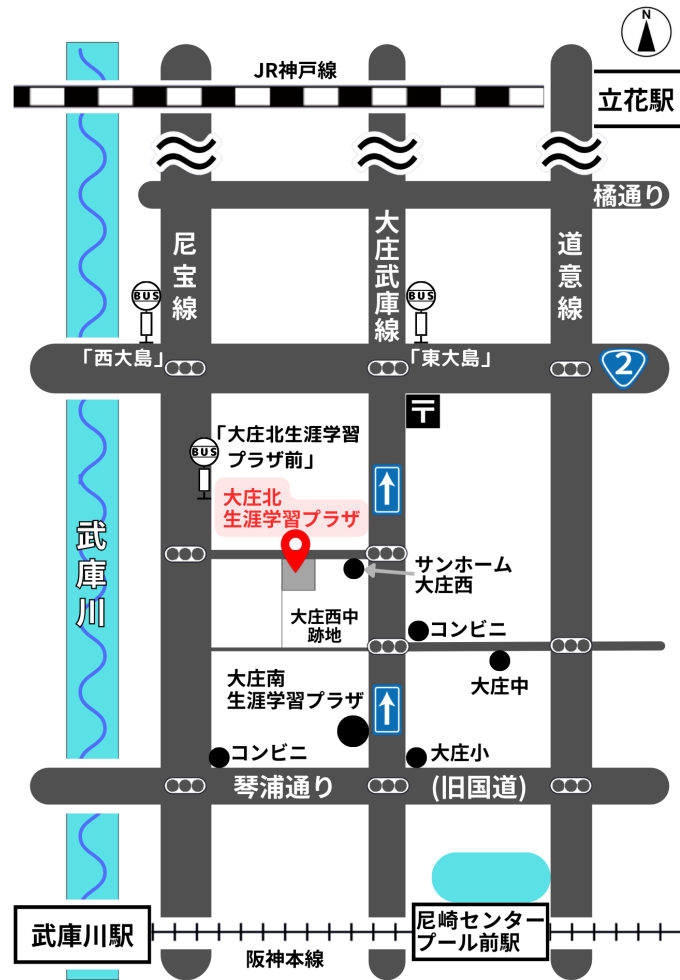 N
JR神戸線
立花駅
橘通り
尼宝線
大庄武庫線
道意線
BUS
BUS
「西大島」
「東大島」
2
〒
BUS
「大庄北生涯学習
プラザ前」
大庄北
生涯学習プラザ
武庫川
サンホーム
大庄西
大庄西中
跡地
コンビニ
大庄中
大庄南
生涯学習プラザ
コンビニ
大庄小
琴浦通り
(旧国道)
武庫川駅
尼崎センター
プール前駅
阪神本線